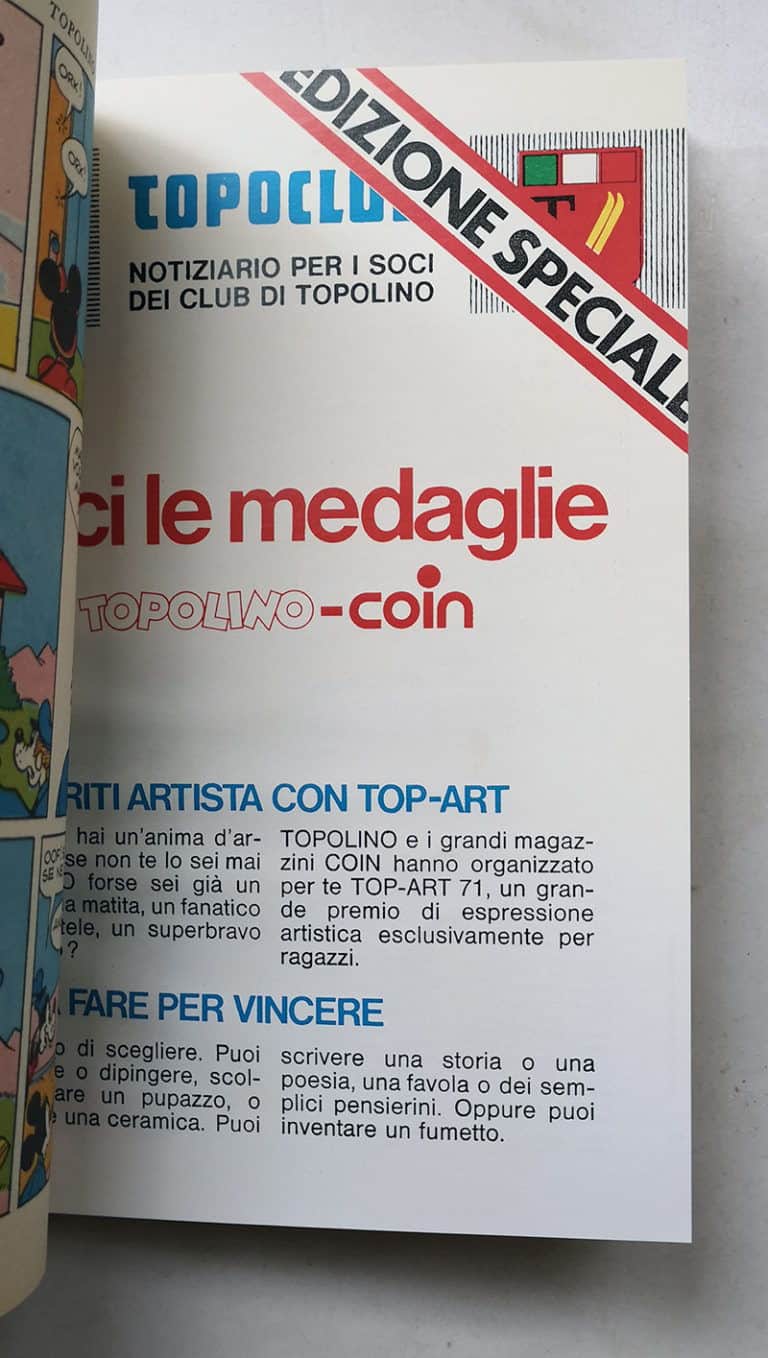 TOPOLINO
ORK!
ORK!
EDIZIONE SPECIALE
TOPOCLU
NOTIZIARIO PER I SOCI
DEI CLUB DI TOPOLINO
ci le medaglie
TOPOLINO-coin
RITI ARTISTA CON TOP-ART
hai un'anima d'ar-
se non te lo sei mai
O forse sei già un
la matita, un fanatico
tele, un superbravo
?
TOPOLINO e i grandi magaz-
zini COIN hanno organizzato
per te TOP-ART 71, un gran-
de premio di espressione
artistica esclusivamente per
ragazzi.
FARE PER VINCERE
di scegliere. Puoi
e o dipingere, scol-
are un pupazzo, o
una ceramica. Puoi
scrivere una storia o una
poesia, una favola o dei sem-
plici pensierini. Oppure puoi
inventare un fumetto.